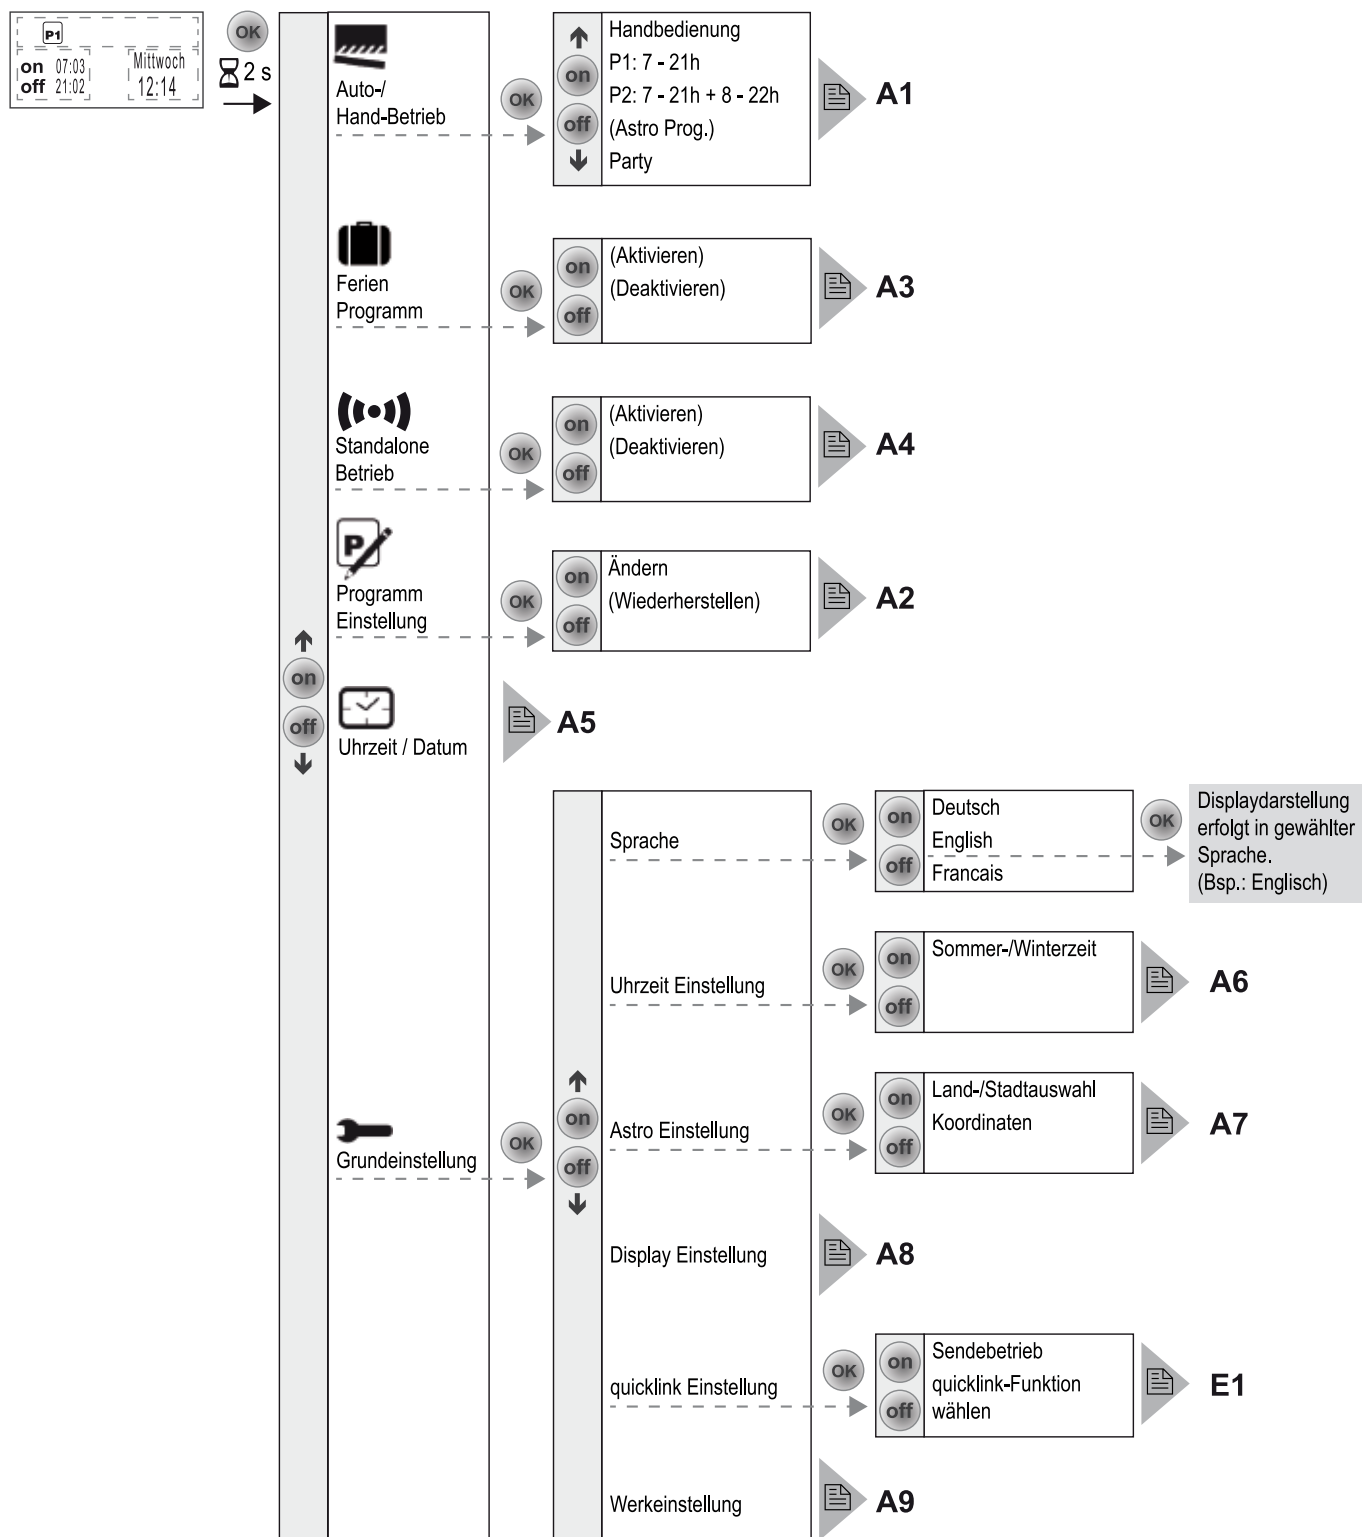 P1
on 07:03
off 21:02
Mittwoch
12:14
OK
2 s
on
off
Auto-/
Hand-Betrieb
OK
on
off
Handbedienung
P1: 7 - 21h
P2: 7 - 21h + 8 - 22h
(Astro Prog.)
Party
A1
Ferien
Programm
OK
on
off
(Aktivieren)
(Deaktivieren)
A3
Standalone
Betrieb
OK
on
off
(Aktivieren)
(Deaktivieren)
A4
P
Programm
Einstellung
OK
on
off
Ändern
(Wiederherstellen)
A2
Uhrzeit / Datum
A5
Grundeinstellung
OK
on
off
Sprache
OK
on
off
Deutsch
English
Francais
OK
Displaydarstellung
erfolgt in gewählter
Sprache.
(Bsp.: Englisch)
Uhrzeit Einstellung
OK
on
off
Sommer-/Winterzeit
A6
Astro Einstellung
OK
on
off
Land-/Stadtauswahl
Koordinaten
A7
Display Einstellung
A8
quicklink Einstellung
OK
on
off
Sendebetrieb
quicklink-Funktion
wählen
E1
Werkeinstellung
A9